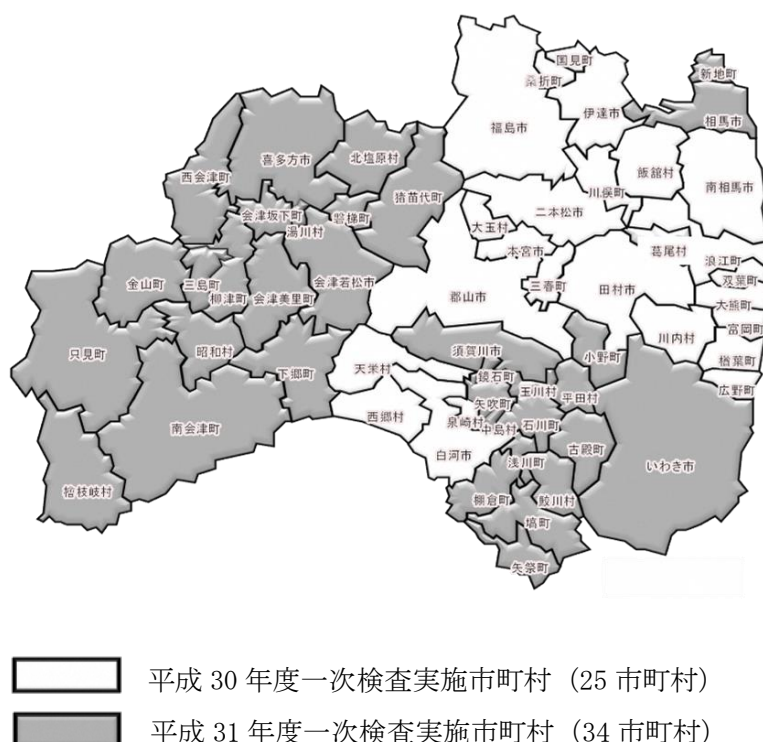 国見町
桑折町
新地町
伊達市
相馬市
福島市
喜多方市
北塩原村
飯舘村
西会津町
猪苗代町
川俣町
南相馬市
会津坂下町
磐梯町
二本松市
湯川村
大玉村
本宮市
葛尾村
浪江町
金山町
三島町
会津若松市
三春町
田村市
双葉町
柳津町
会津美里町
郡山市
大熊町
富岡町
川内村
只見町
昭和村
須賀川市
小野町
楢葉町
下郷町
天栄村
鏡石町
玉川村
平田村
広野町
矢吹町
西郷村
泉崎村
中島村
石川町
南会津町
白河市
古殿町
浅川町
いわき市
檜枝岐村
棚倉町
鮫川村
塙町
矢祭町
平成 30 年度一次検査実施市町村（25 市町村）
平成 31 年度一次検査実施市町村（34 市町村）